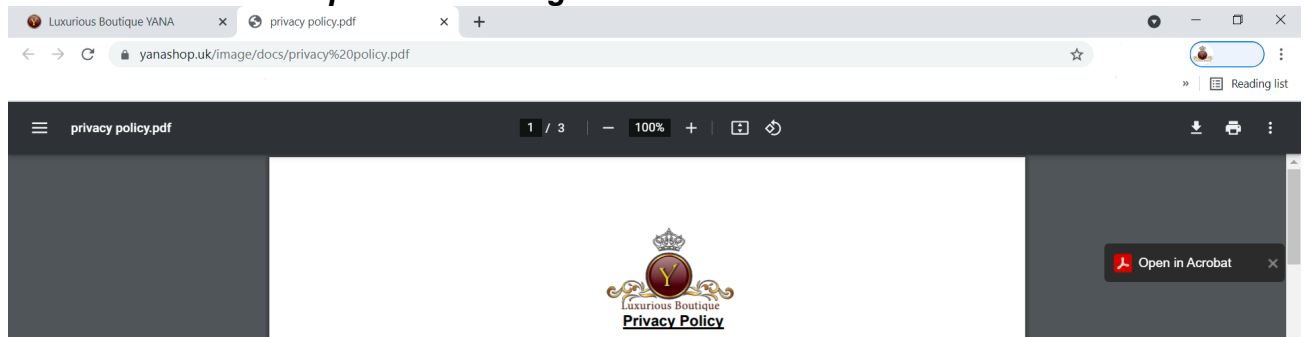 Luxurious Boutique YANA
privacy policy.pdf
yanashop.uk/image/docs/privacy%20policy.pdf
» Reading list
privacy policy.pdf
1 / 3
100%
Open in Acrobat
Y
Luxurious Boutique
Privacy Policy